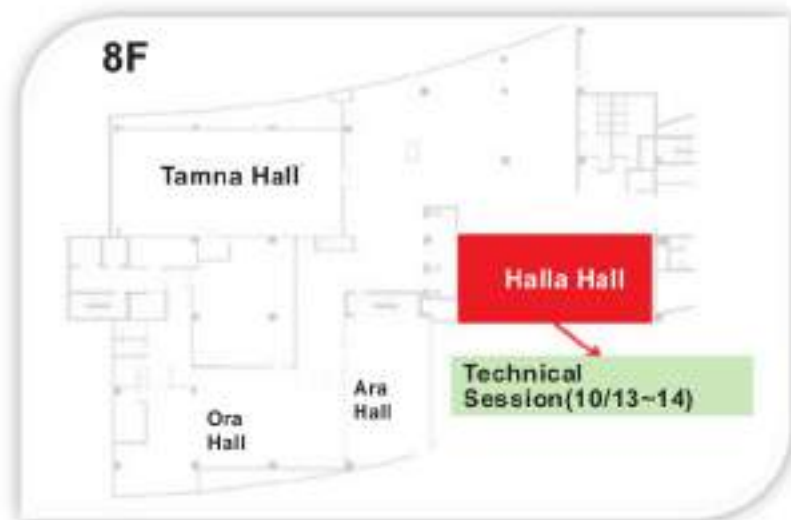 8F
Tamna Hall
Halla Hall
Technical
Session(10/13~14)
Ara
Hall
Ora
Hall